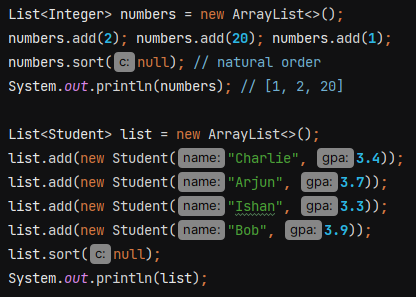 List<Integer> numbers = new ArrayList<>();
numbers.add(2); numbers.add(20); numbers.add(1);
numbers.sort( c: null); // natural order
System.out.println(numbers); // [1, 2, 20]
List<Student> list = new ArrayList<>();
list.add(new Student( name: "Charlie", gpa: 3.4));
list.add(new Student( name: "Arjun", gpa: 3.7));
list.add(new Student( name: "Ishan", gpa: 3.3));
list.add(new Student( name: "Bob", gpa: 3.9));
list.sort( c: null);
System.out.println(list);